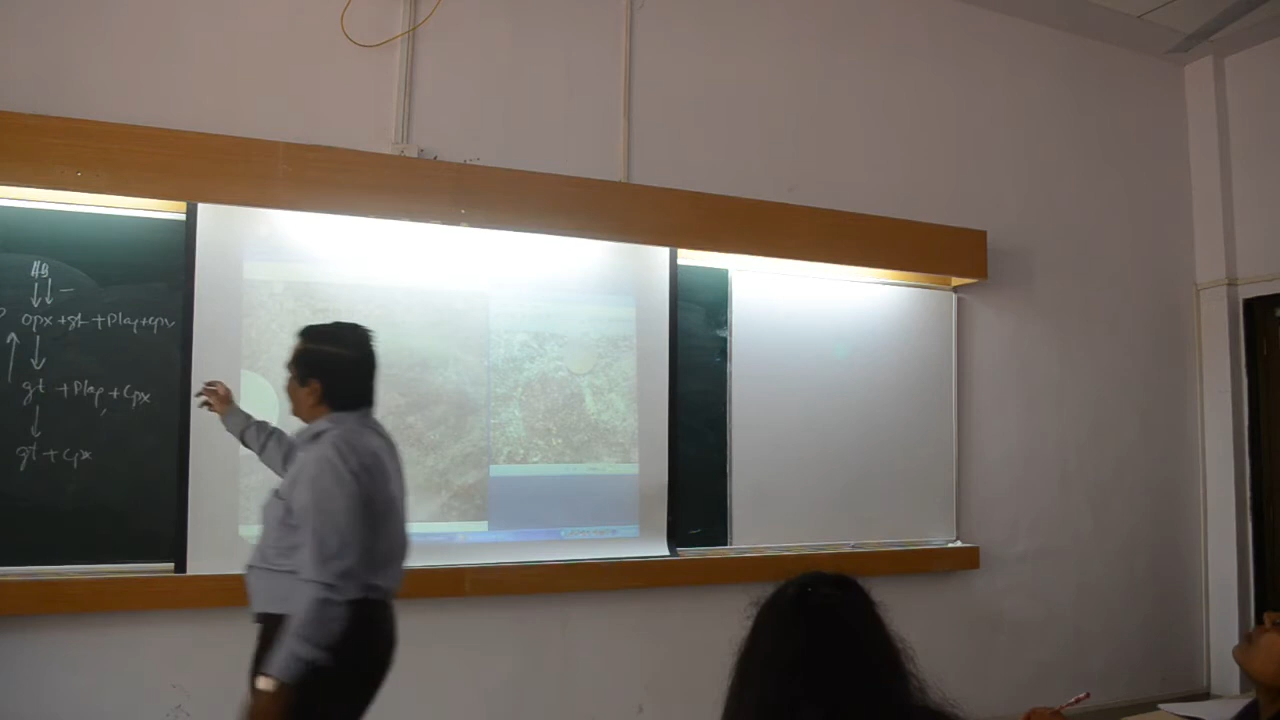 Hb
opx + gt + Plag + cpx
gt + Plag + Cpx
gt + cpx